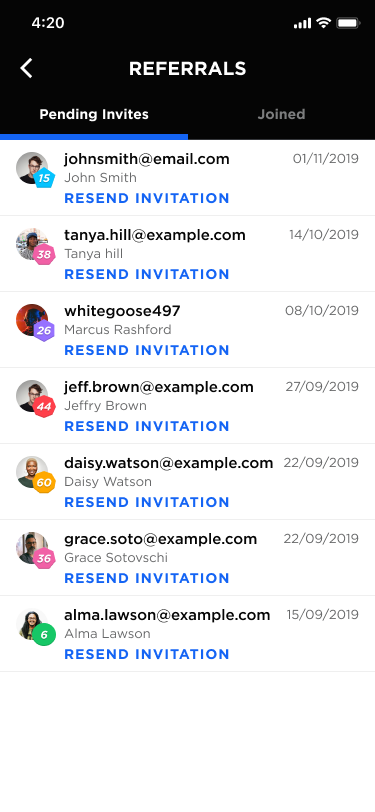 4:20
REFERRALS
Pending Invites Joined
johnsmith@email.com 01/11/2019
15 John Smith
RESEND INVITATION
tanya.hill@example.com 14/10/2019
38 Tanya hill
RESEND INVITATION
whitegoose497 08/10/2019
26 Marcus Rashford
RESEND INVITATION
jeff.brown@example.com 27/09/2019
44 Jeffry Brown
RESEND INVITATION
daisy.watson@example.com 22/09/2019
60 Daisy Watson
RESEND INVITATION
grace.soto@example.com 22/09/2019
36 Grace Sotovschi
RESEND INVITATION
alma.lawson@example.com 15/09/2019
6 Alma Lawson
RESEND INVITATION